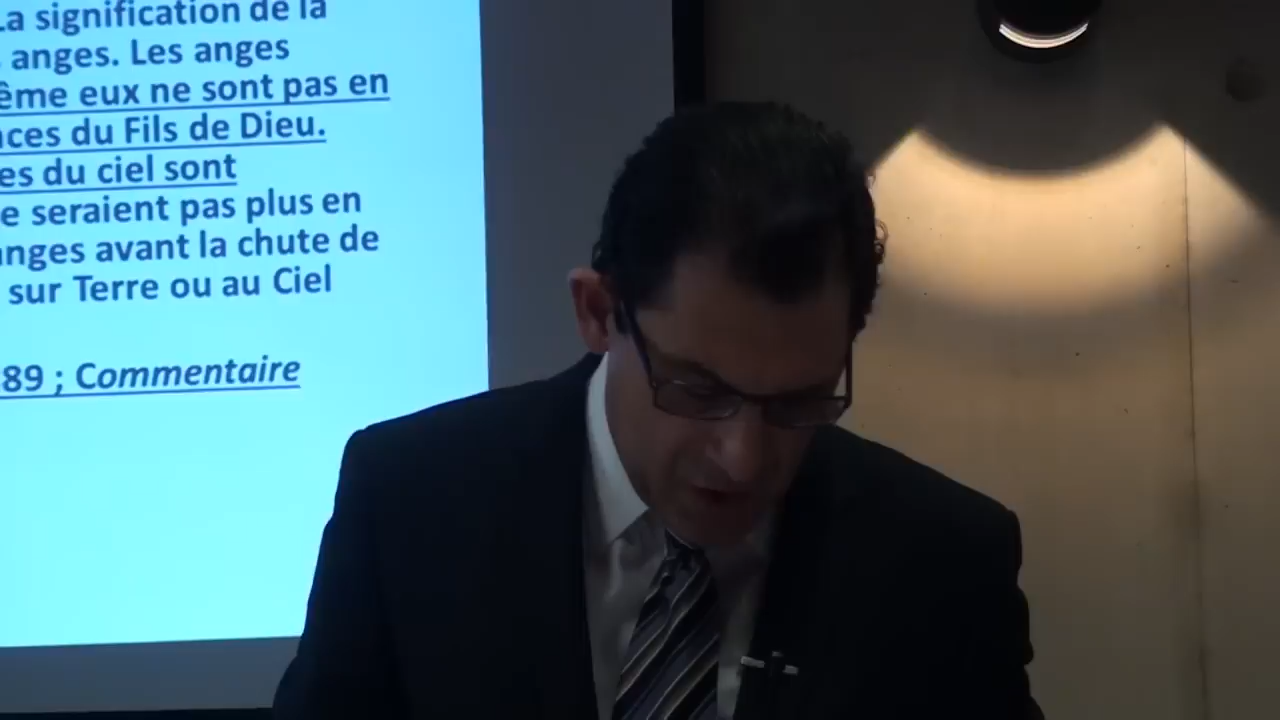 La signification de la
anges. Les anges
ême eux ne sont pas en
nces du Fils de Dieu.
es du ciel sont
e seraient pas plus en
anges avant la chute de
sur Terre ou au Ciel
89 ; Commentaire